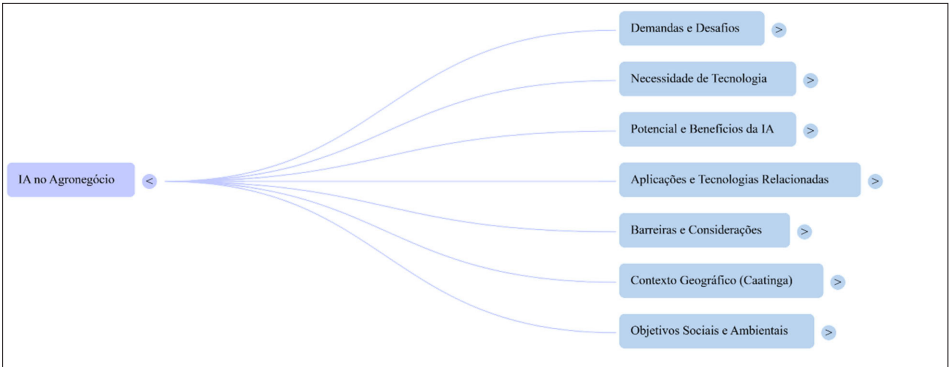 IA no Agronegócio
<
Demandas e Desafios
>
Necessidade de Tecnologia
>
Potencial e Benefícios da IA
>
Aplicações e Tecnologias Relacionadas
>
Barreiras e Considerações
>
Contexto Geográfico (Caatinga)
>
Objetivos Sociais e Ambientais
>